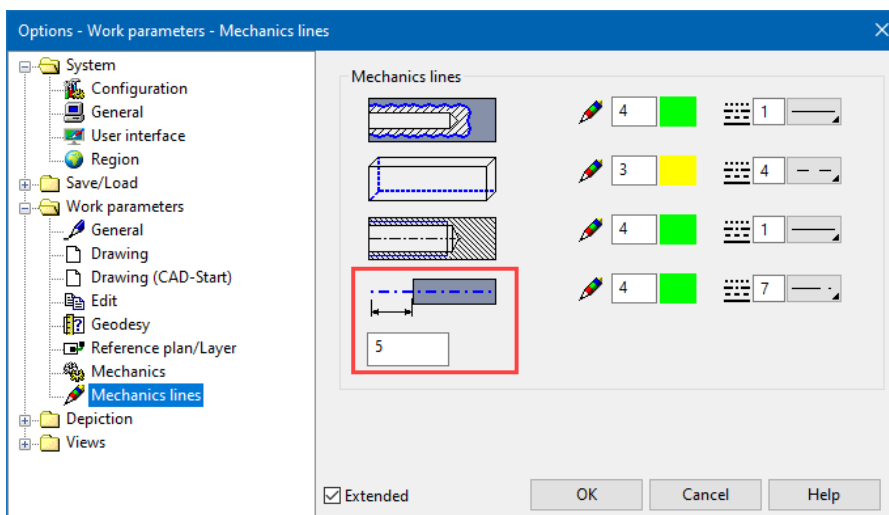 Options - Work parameters - Mechanics lines
System
Configuration
General
User interface
Region
Save/Load
Work parameters
General
Drawing
Drawing (CAD-Start)
Edit
Geodesy
Reference plan/Layer
Mechanics
Mechanics lines
Depiction
Views
Mechanics lines
4 1
3 4
4 1
4 7
5
Extended
OK Cancel Help